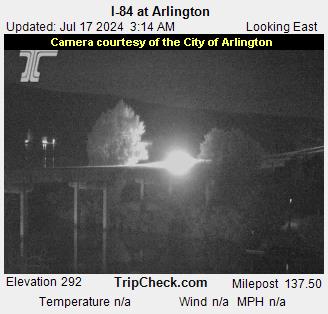 I-84 at Arlington
Updated: Jul 17 2024 3:14 AM Looking East
Camera courtesy of the City of Arlington
Elevation 292 TripCheck.com Milepost 137.50
Temperature n/a Wind n/a MPH n/a